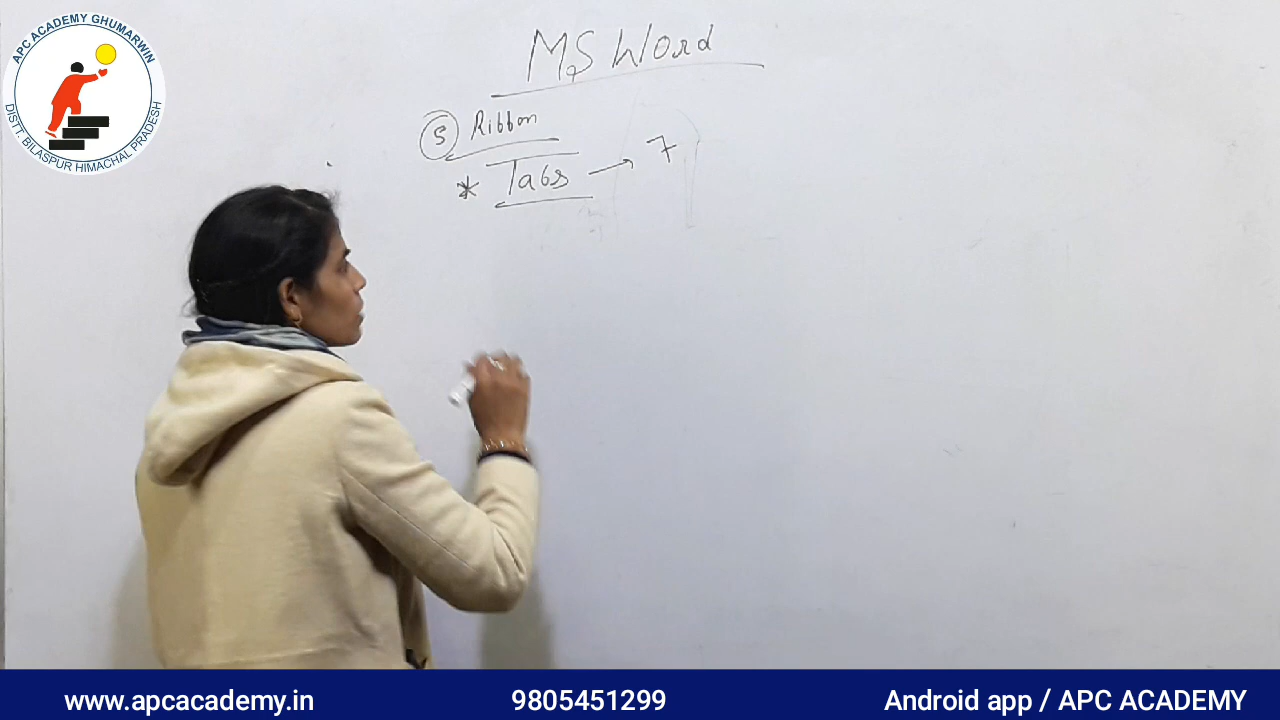 APC ACADEMY GHUMARWIN
DISTT. BILASPUR HIMACHAL PRADESH
MS Word
5 Ribbon
* Tabs → 7
www.apcacademy.in 9805451299 Android app / APC ACADEMY